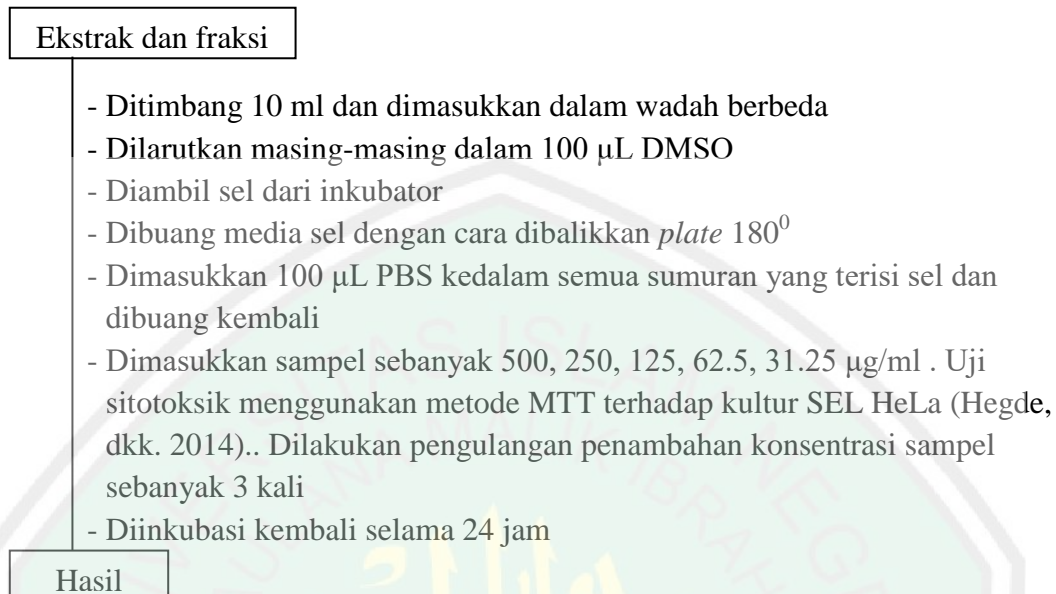 Ekstrak dan fraksi
- Ditimbang 10 ml dan dimasukkan dalam wadah berbeda
- Dilarutkan masing-masing dalam 100 µL DMSO
- Diambil sel dari inkubator
- Dibuang media sel dengan cara dibalikkan plate 180⁰
- Dimasukkan 100 µL PBS kedalam semua sumuran yang terisi sel dan
dibuang kembali
- Dimasukkan sampel sebanyak 500, 250, 125, 62.5, 31.25 µg/ml . Uji
sitotoksik menggunakan metode MTT terhadap kultur SEL HeLa (Hegde,
dkk. 2014).. Dilakukan pengulangan penambahan konsentrasi sampel
sebanyak 3 kali
- Diinkubasi kembali selama 24 jam
Hasil